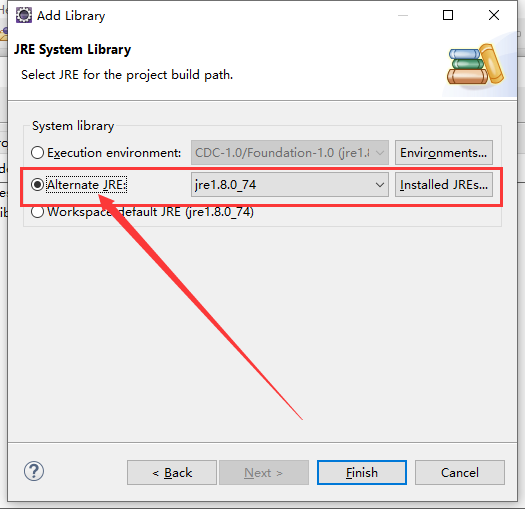 Add Library
JRE System Library
Select JRE for the project build path.
System library
Execution environment: CDC-1.0/Foundation-1.0 (jre1.8 Environments...
Alternate JRE: jre1.8.0_74 Installed JREs...
Workspace default JRE (jre1.8.0_74)
?
< Back Next > Finish Cancel